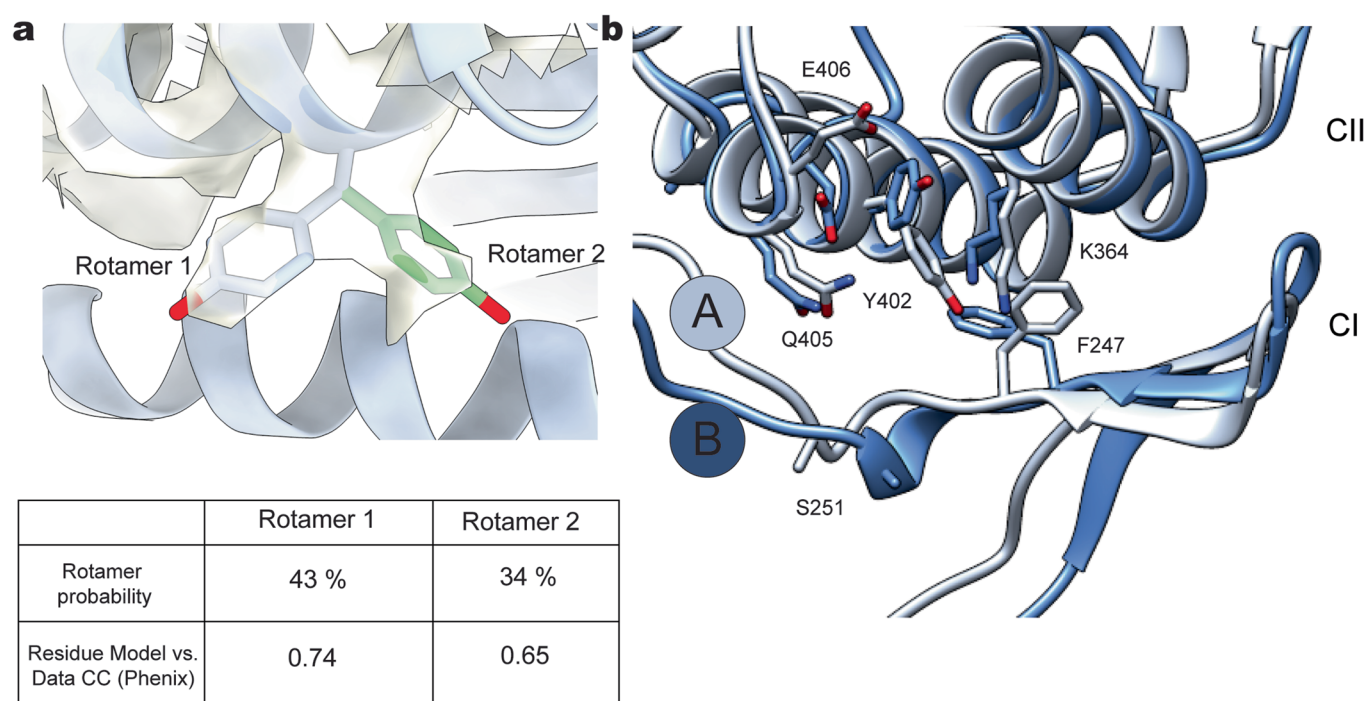 a
Rotamer 1
Rotamer 2
Rotamer 1
Rotamer 2
Rotamer
probability
43 %
34 %
Residue Model vs.
Data CC (Phenix)
0.74
0.65
b
E406
CII
K364
Y402
A
Q405
F247
CI
B
S251